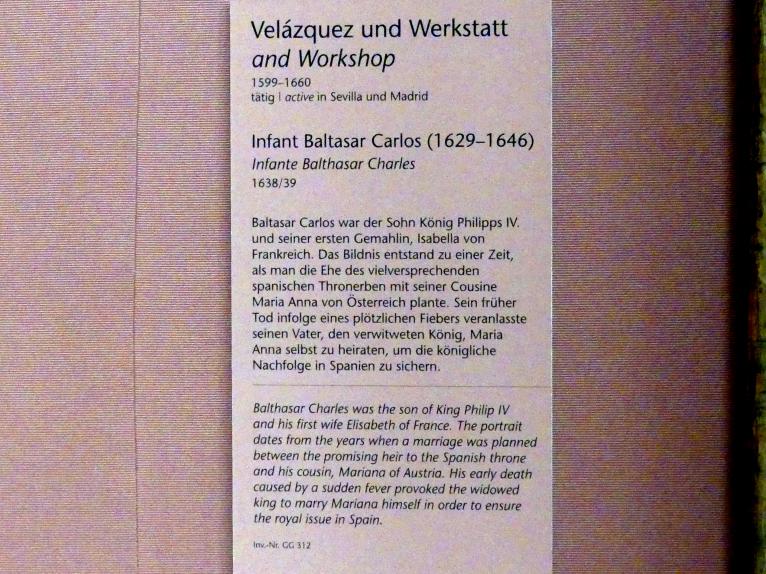 Velázquez und Werkstatt
and Workshop
1599–1660
tätig | active in Sevilla und Madrid
Infant Baltasar Carlos (1629–1646)
Infante Balthasar Charles
1638/39
Baltasar Carlos war der Sohn König Philipps IV.
und seiner ersten Gemahlin, Isabella von
Frankreich. Das Bildnis entstand zu einer Zeit,
als man die Ehe des vielversprechenden
spanischen Thronerben mit seiner Cousine
Maria Anna von Österreich plante. Sein früher
Tod infolge eines plötzlichen Fiebers veranlasste
seinen Vater, den verwitweten König, Maria
Anna selbst zu heiraten, um die königliche
Nachfolge in Spanien zu sichern.
Balthasar Charles was the son of King Philip IV
and his first wife Elisabeth of France. The portrait
dates from the years when a marriage was planned
between the promising heir to the Spanish throne
and his cousin, Mariana of Austria. His early death
caused by a sudden fever provoked the widowed
king to marry Mariana himself in order to ensure
the royal issue in Spain.
Inv.-Nr. GG 312